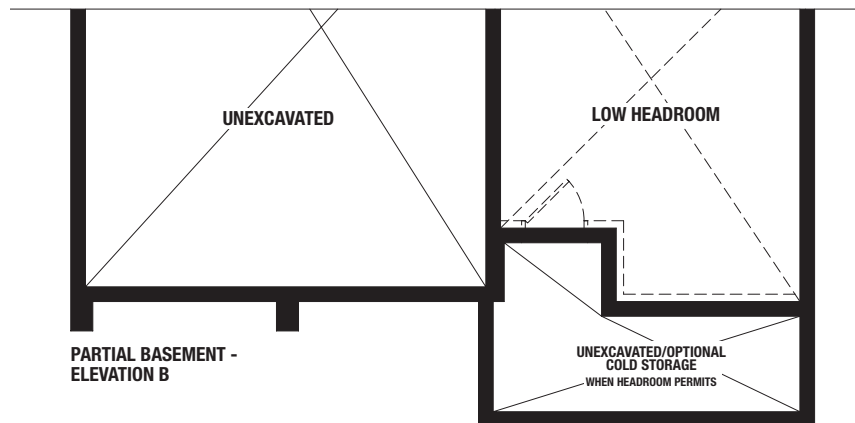 UNEXCAVATED
LOW HEADROOM
PARTIAL BASEMENT -
ELEVATION B
UNEXCAVATED/OPTIONAL
COLD STORAGE
WHEN HEADROOM PERMITS